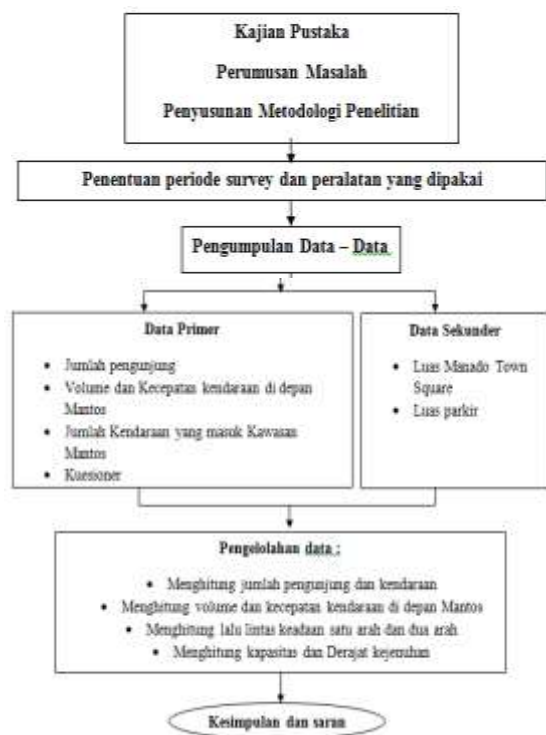 Kajian Pustaka
Perumusan Masalah
Penyusunan Metodologi Penelitian
Penentuan periode survey dan peralatan yang dipakai
Pengumpulan Data – Data
Data Primer
• Jumlah pengunjung
• Volume dan Kecepatan kendaraan di depan
Mantos
• Jumlah Kendaraan yang masuk Kawasan
Mantos
• Kuesioner
Data Sekunder
• Luas Manado Town
Square
• Luas parkir
Pengelolahan data :
• Menghitung jumlah pengunjung dan kendaraan
• Menghitung volume dan kecepatan kendaraan di depan Mantos
• Menghitung lalu lintas keadaan satu arah dan dua arah
• Menghitung kapasitas dan Derajat kejenuhan
Kesimpulan dan saran